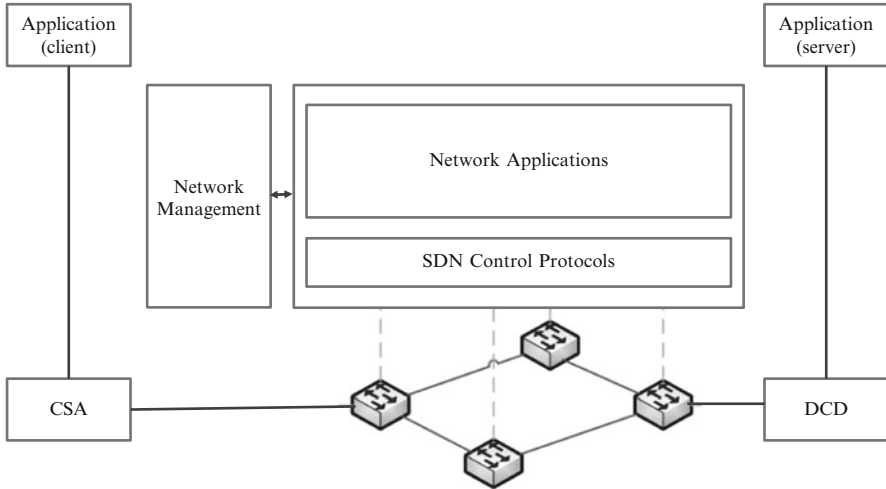 Application
(client)
Application
(server)
Network Applications
Network
Management
SDN Control Protocols
CSA
DCD